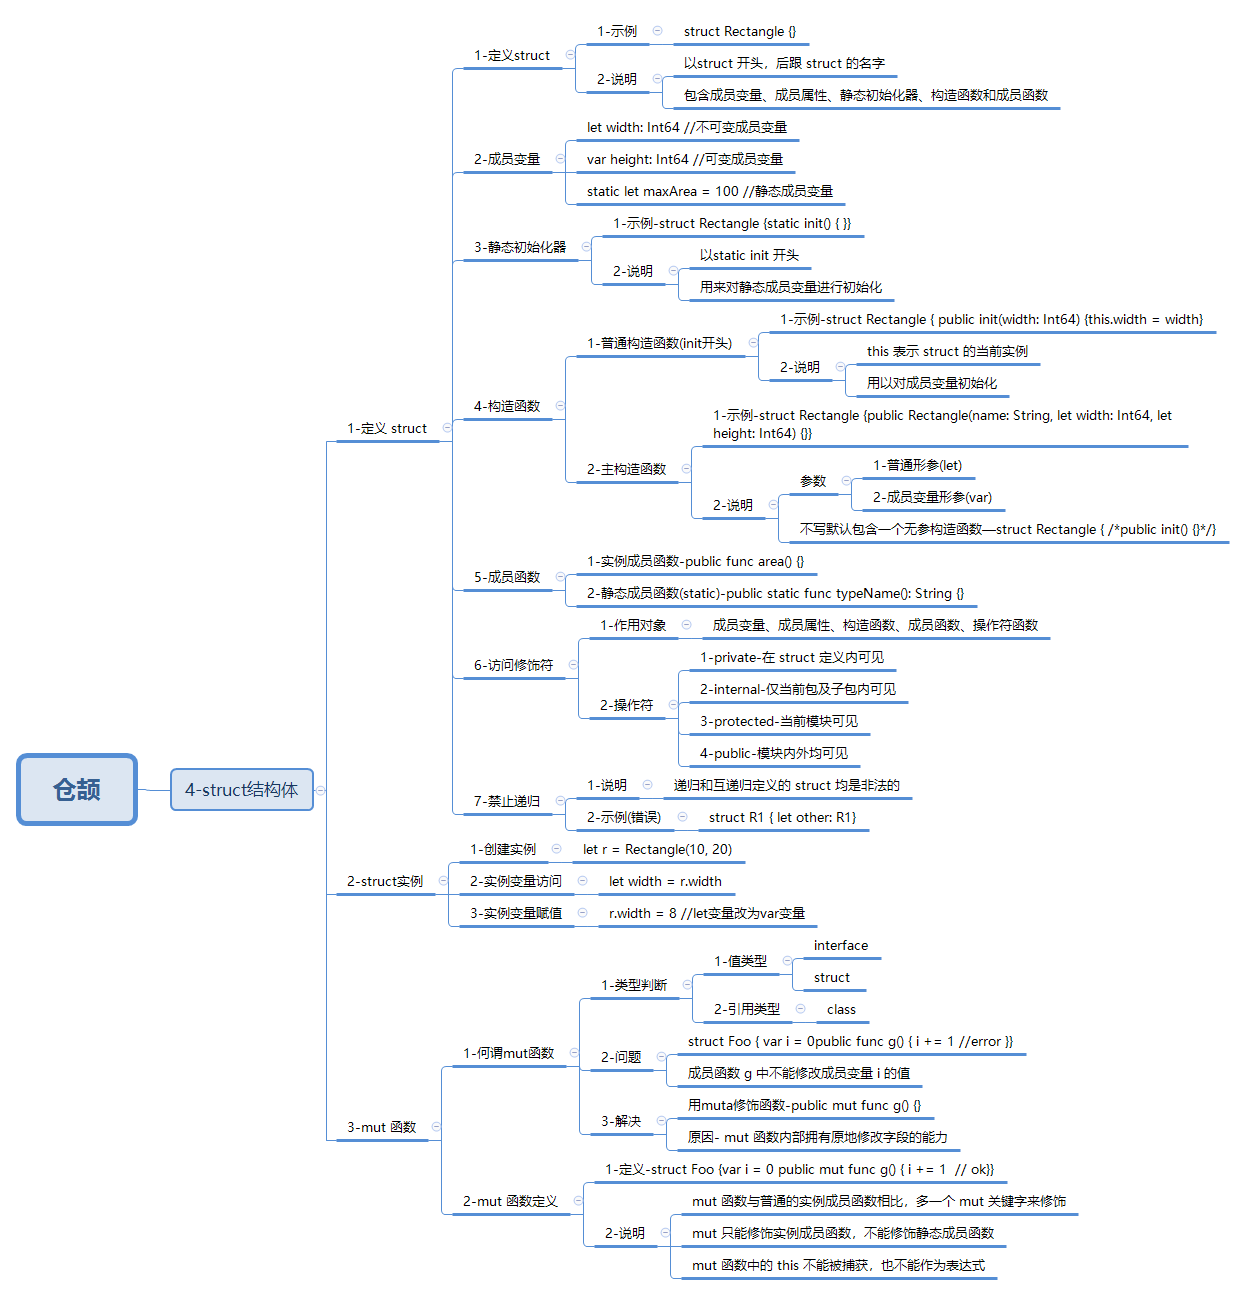 仓颉
4-struct结构体
1-定义 struct
1-定义struct
1-示例
struct Rectangle {}
2-说明
以struct 开头，后跟 struct 的名字
包含成员变量、成员属性、静态初始化器、构造函数和成员函数
2-成员变量
let width: Int64 //不可变成员变量
var height: Int64 //可变成员变量
static let maxArea = 100 //静态成员变量
3-静态初始化器
1-示例-struct Rectangle {static init() { }}
2-说明
以static init 开头
用来对静态成员变量进行初始化
4-构造函数
1-普通构造函数(init开头)
1-示例-struct Rectangle { public init(width: Int64) {this.width = width}
2-说明
this 表示 struct 的当前实例
用以对成员变量初始化
2-主构造函数
1-示例-struct Rectangle {public Rectangle(name: String, let width: Int64, let
height: Int64) {}}
2-说明
参数
1-普通形参(let)
2-成员变量形参(var)
不写默认包含一个无参构造函数—struct Rectangle { /*public init() {}*/}
5-成员函数
1-实例成员函数-public func area() {}
2-静态成员函数(static)-public static func typeName(): String {}
6-访问修饰符
1-作用对象
成员变量、成员属性、构造函数、成员函数、操作符函数
2-操作符
1-private-在 struct 定义内可见
2-internal-仅当前包及子包内可见
3-protected-当前模块可见
4-public-模块内外均可见
7-禁止递归
1-说明
递归和互递归定义的 struct 均是非法的
2-示例(错误)
struct R1 { let other: R1}
2-struct实例
1-创建实例
let r = Rectangle(10, 20)
2-实例变量访问
let width = r.width
3-实例变量赋值
r.width = 8 //let变量改为var变量
3-mut 函数
1-何谓mut函数
1-类型判断
1-值类型
interface
struct
2-引用类型
class
2-问题
struct Foo { var i = 0public func g() { i += 1 //error }}
成员函数 g 中不能修改成员变量 i 的值
3-解决
用muta修饰函数-public mut func g() {}
原因- mut 函数内部拥有原地修改字段的能力
2-mut 函数定义
1-定义-struct Foo {var i = 0 public mut func g() { i += 1  // ok}}
2-说明
mut 函数与普通的实例成员函数相比，多一个 mut 关键字来修饰
mut 只能修饰实例成员函数，不能修饰静态成员函数
mut 函数中的 this 不能被捕获，也不能作为表达式